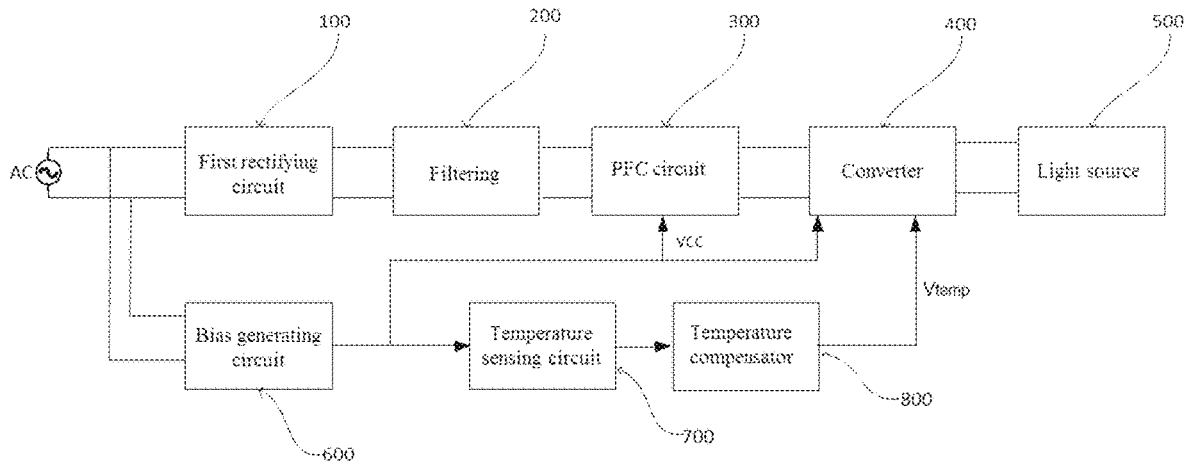 100
200
300
400
500
AC
First rectifying
circuit
Filtering
PFC circuit
Converter
Light source
VCC
Vtemp
Bias generating
circuit
Temperature
sensing circuit
Temperature
compensator
600
700
800